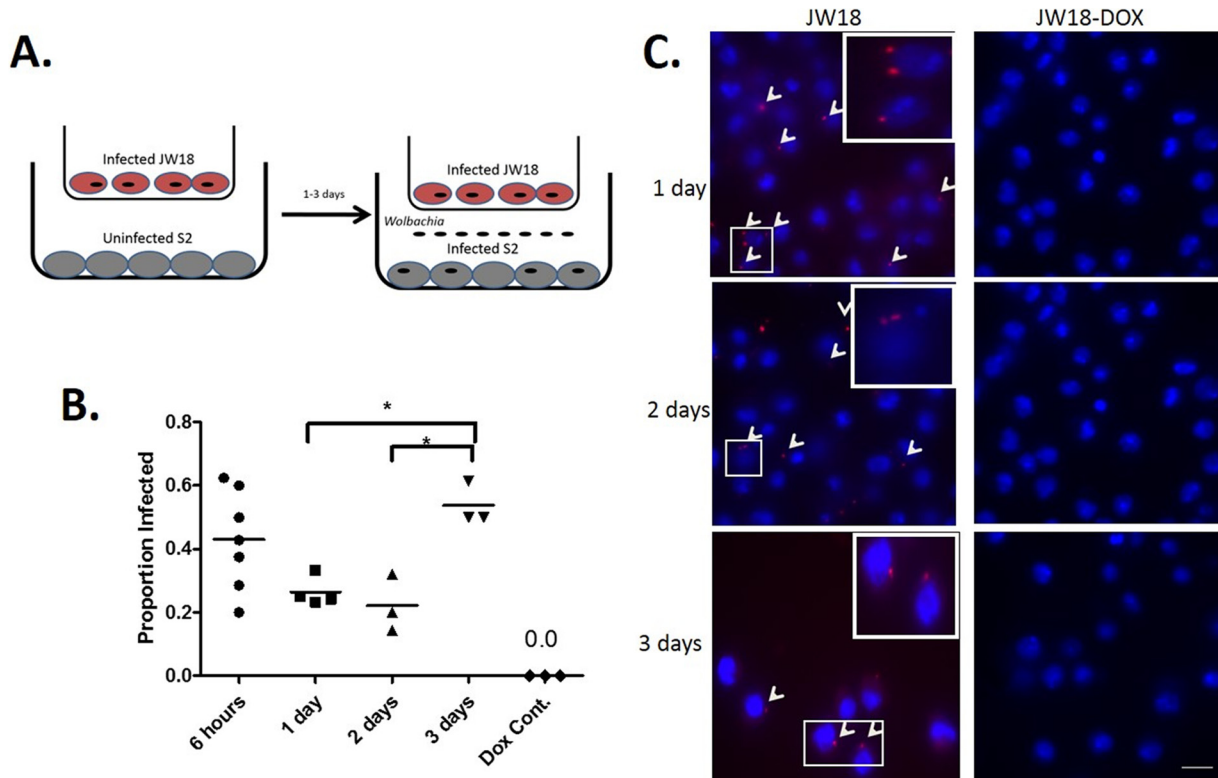 A.
Infected JW18
Uninfected S2
1-3 days
Infected JW18
Wolbachia
Infected S2
B.
Proportion Infected
0.8
0.6
0.4
0.2
0.0
*
*
0.0
6 hours
1 day
2 days
3 days
Dox Cont.
C.
JW18
JW18-DOX
1 day
2 days
3 days